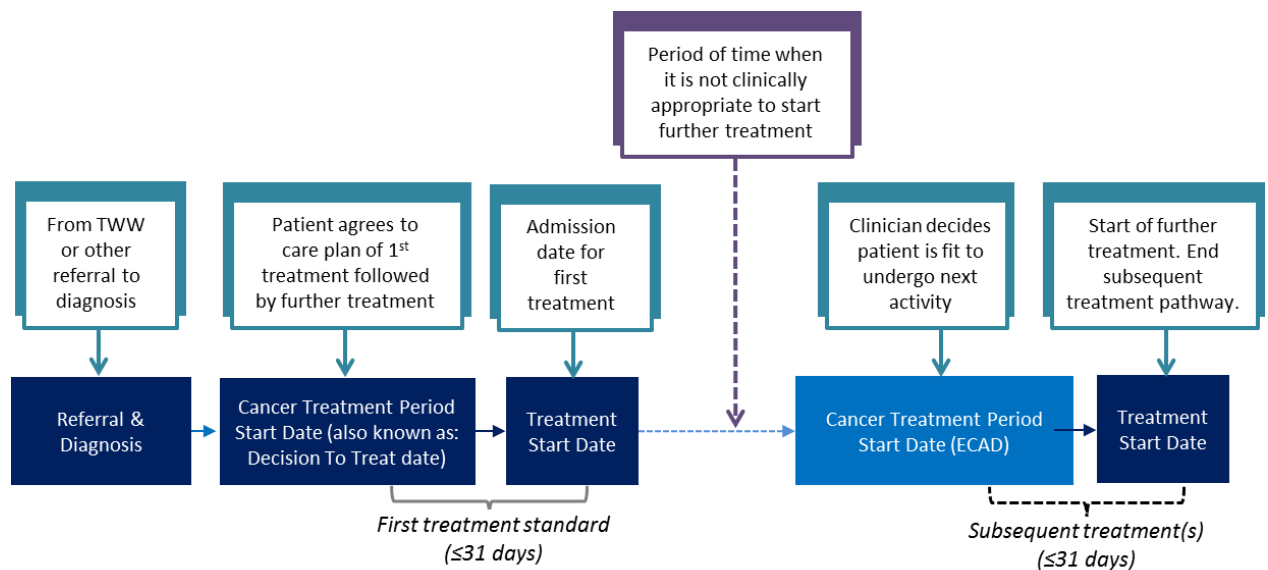 Period of time when
it is not clinically
appropriate to start
further treatment
From TWW
or other
referral to
diagnosis
Patient agrees to
care plan of 1st
treatment followed
by further treatment
Admission
date for
first
treatment
Clinician decides
patient is fit to
undergo next
activity
Start of further
treatment. End
subsequent
treatment pathway.
Referral &
Diagnosis
Cancer Treatment Period
Start Date (also known as:
Decision To Treat date)
Treatment
Start Date
Cancer Treatment Period
Start Date (ECAD)
Treatment
Start Date
First treatment standard
(≤31 days)
Subsequent treatment(s)
(≤31 days)